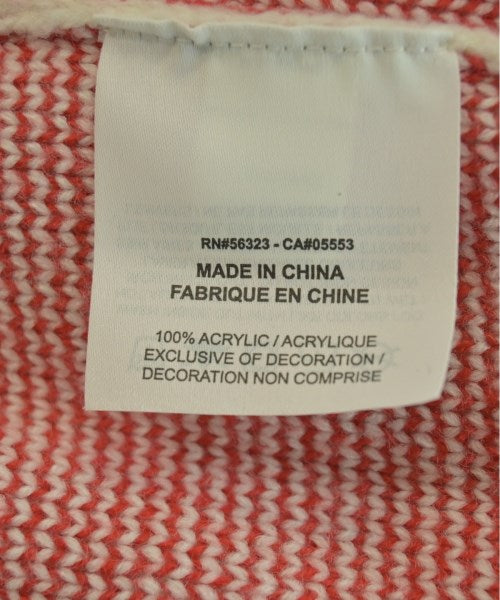 RN#56323 - CA#05553
MADE IN CHINA
FABRIQUE EN CHINE
100% ACRYLIC / ACRYLIQUE
EXCLUSIVE OF DECORATION /
DECORATION NON COMPRISE